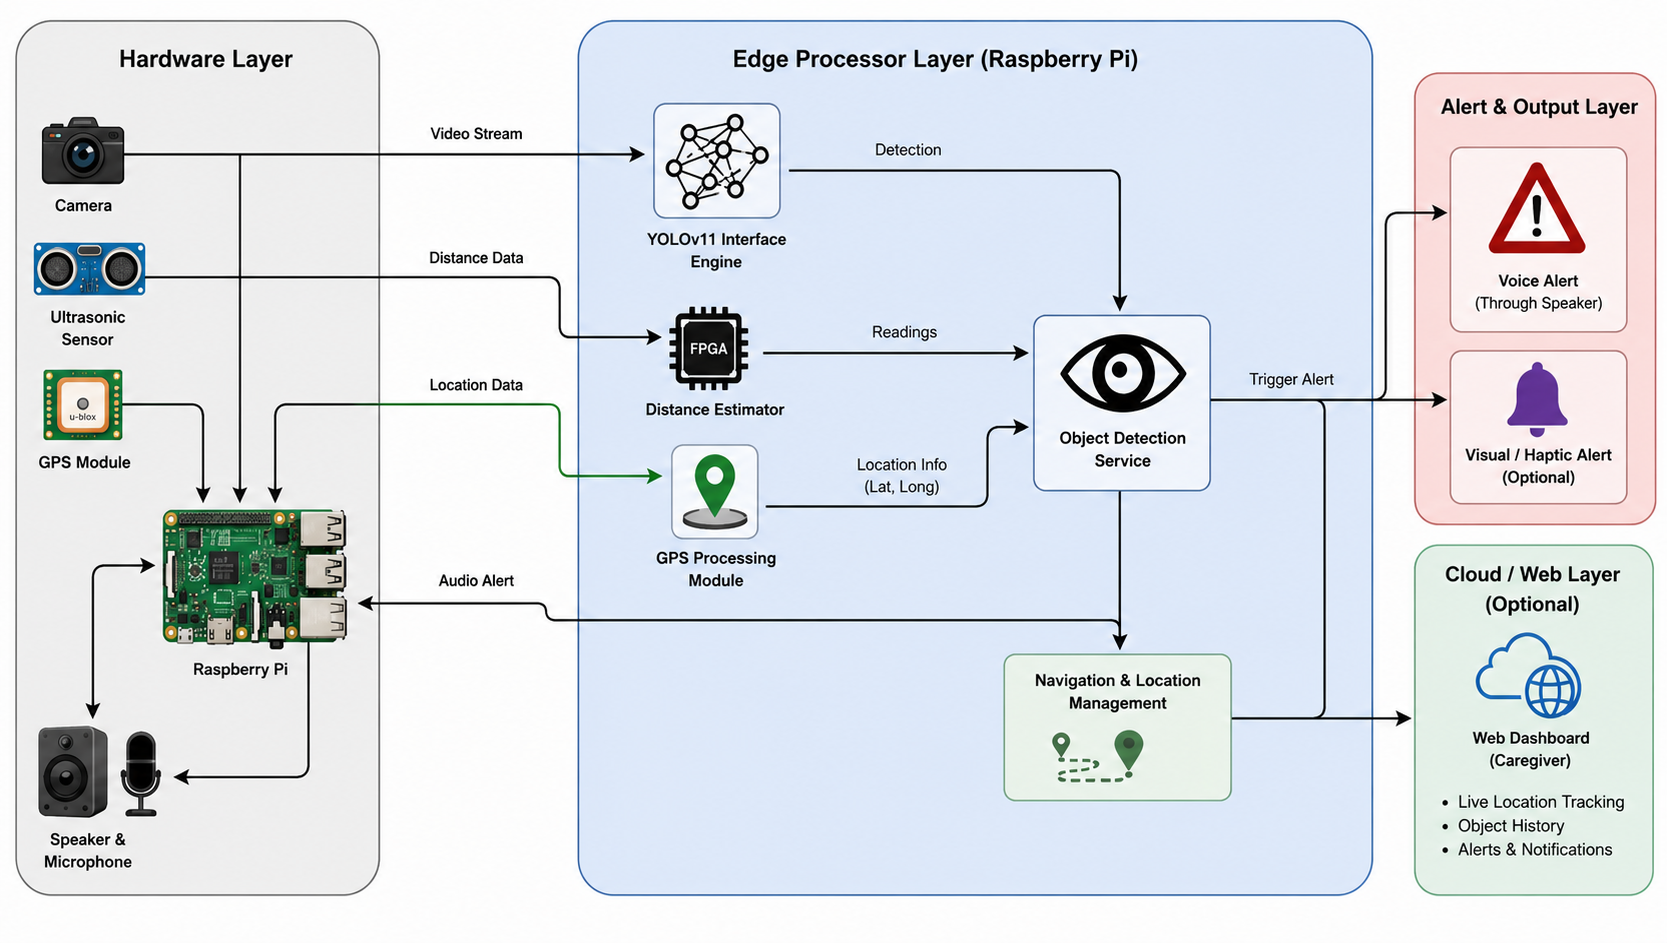 Hardware Layer
Camera
Ultrasonic
Sensor
u-blox
GPS Module
Raspberry Pi
Speaker &
Microphone
Video Stream
Distance Data
Location Data
Audio Alert
Edge Processor Layer (Raspberry Pi)
YOLOv11 Interface
Engine
Detection
FPGA
Distance Estimator
Readings
GPS Processing
Module
Location Info
(Lat, Long)
Object Detection
Service
Trigger Alert
Navigation & Location
Management
Alert & Output Layer
Voice Alert
(Through Speaker)
Visual / Haptic Alert
(Optional)
Cloud / Web Layer
(Optional)
Web Dashboard
(Caregiver)
• Live Location Tracking
• Object History
• Alerts & Notifications